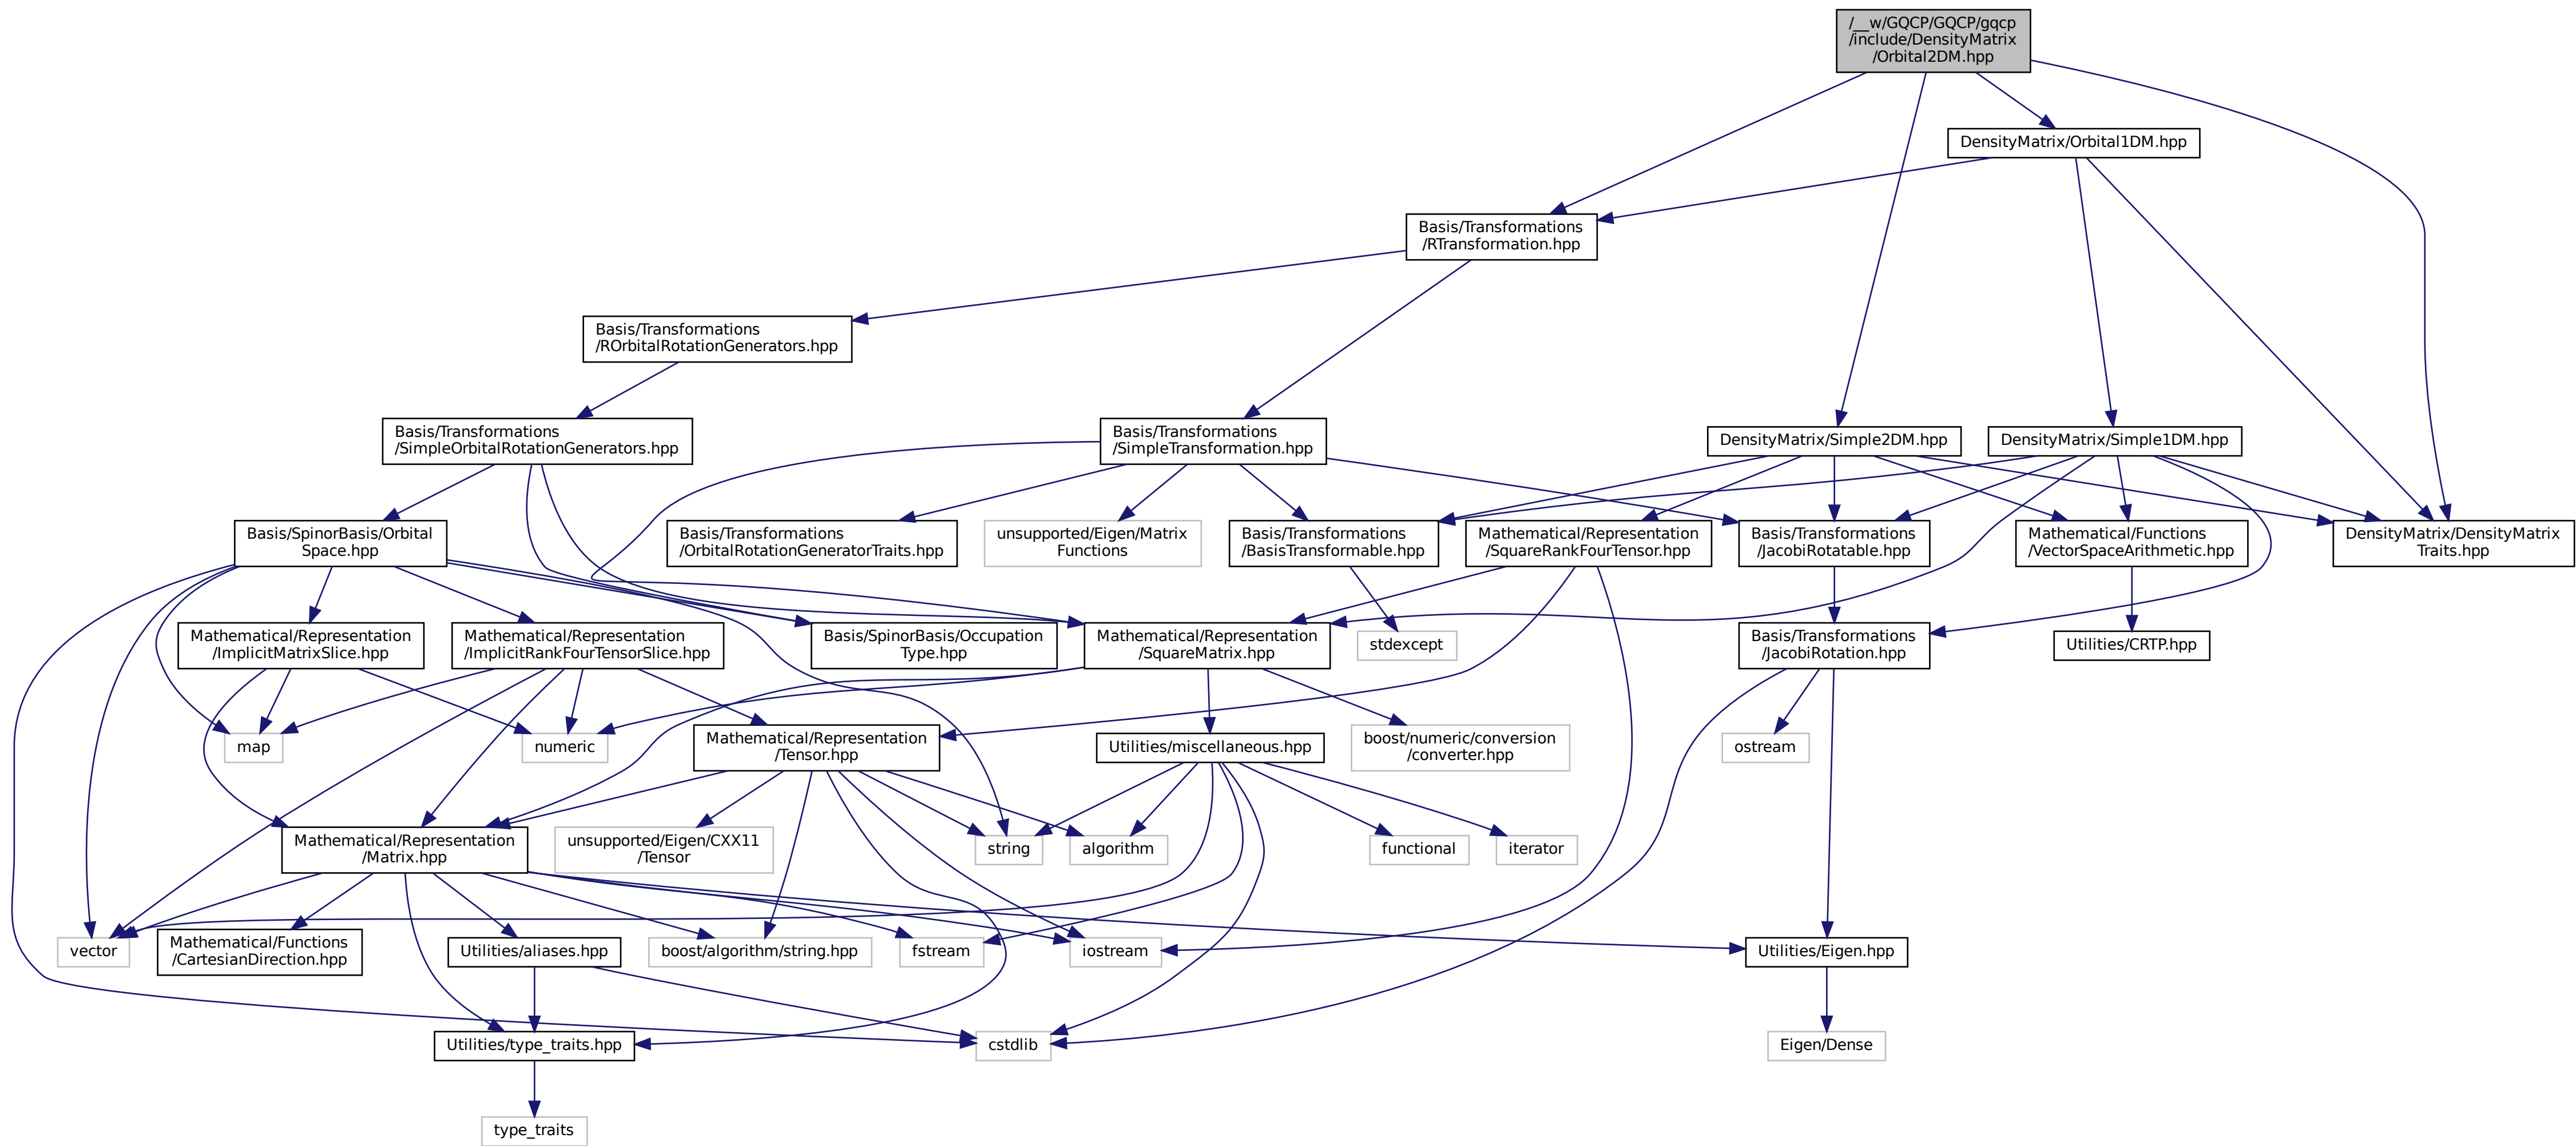 /__w/GQCP/GQCP/gqcp
/include/DensityMatrix
/Orbital2DM.hpp
DensityMatrix/Orbital1DM.hpp
Basis/Transformations
/RTransformation.hpp
Basis/Transformations
/ROrbitalRotationGenerators.hpp
Basis/Transformations
/SimpleOrbitalRotationGenerators.hpp
Basis/Transformations
/SimpleTransformation.hpp
DensityMatrix/Simple2DM.hpp
DensityMatrix/Simple1DM.hpp
Basis/SpinorBasis/Orbital
Space.hpp
Basis/Transformations
/OrbitalRotationGeneratorTraits.hpp
unsupported/Eigen/Matrix
Functions
Basis/Transformations
/BasisTransformable.hpp
Mathematical/Representation
/SquareRankFourTensor.hpp
Basis/Transformations
/JacobiRotatable.hpp
Mathematical/Functions
/VectorSpaceArithmetic.hpp
DensityMatrix/DensityMatrix
Traits.hpp
Mathematical/Representation
/ImplicitMatrixSlice.hpp
Mathematical/Representation
/ImplicitRankFourTensorSlice.hpp
Basis/SpinorBasis/Occupation
Type.hpp
Mathematical/Representation
/SquareMatrix.hpp
stdexcept
Basis/Transformations
/JacobiRotation.hpp
Utilities/CRTP.hpp
map
numeric
Mathematical/Representation
/Tensor.hpp
Utilities/miscellaneous.hpp
boost/numeric/conversion
/converter.hpp
ostream
Mathematical/Representation
/Matrix.hpp
unsupported/Eigen/CXX11
/Tensor
string
algorithm
functional
iterator
vector
Mathematical/Functions
/CartesianDirection.hpp
Utilities/aliases.hpp
boost/algorithm/string.hpp
fstream
iostream
Utilities/Eigen.hpp
Utilities/type_traits.hpp
cstdlib
Eigen/Dense
type_traits